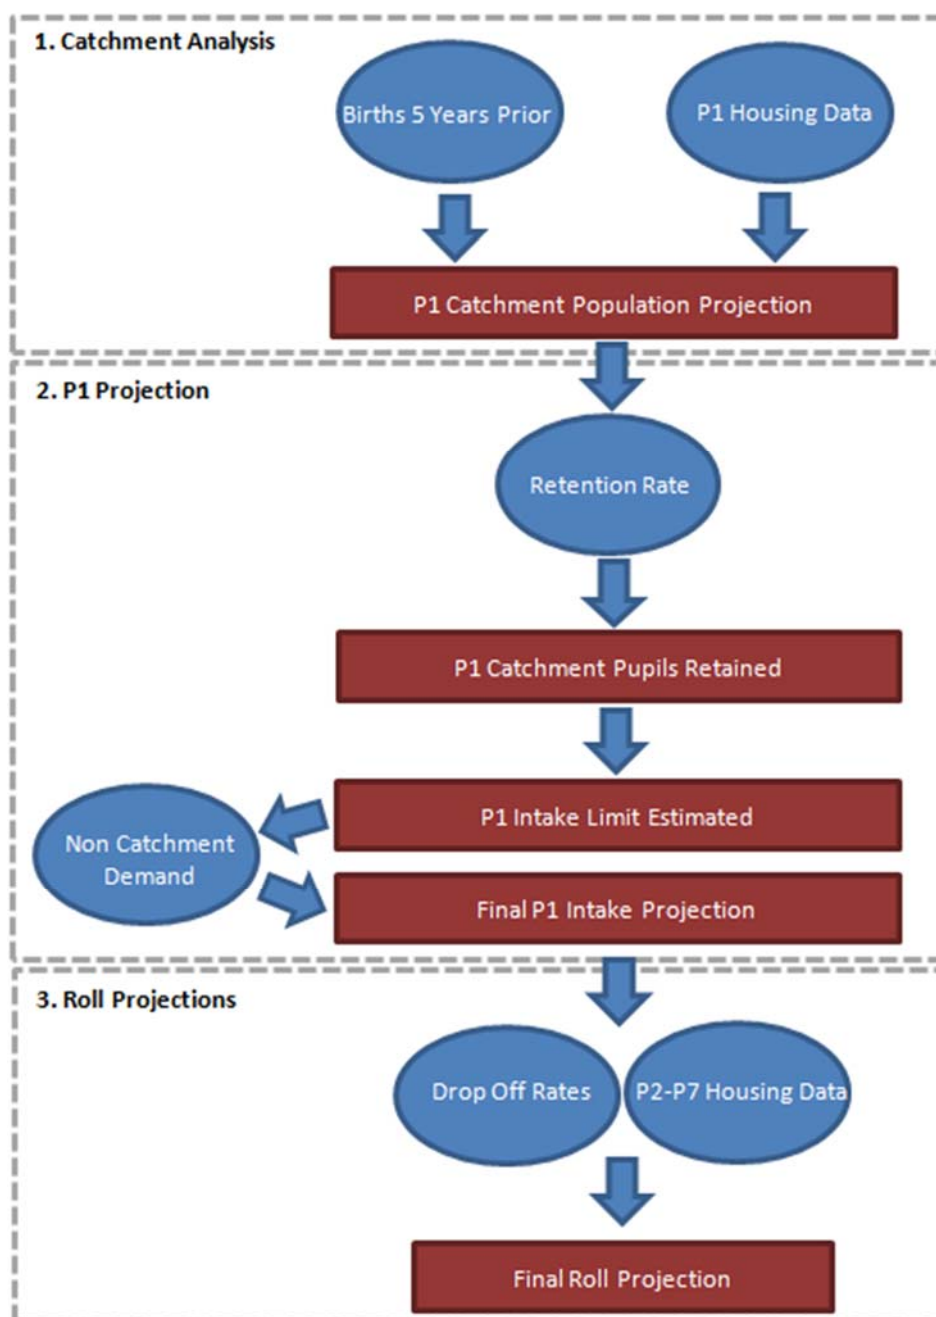 1. Catchment Analysis
Births 5 Years Prior
P1 Housing Data
P1 Catchment Population Projection
2. P1 Projection
Retention Rate
P1 Catchment Pupils Retained
P1 Intake Limit Estimated
Non Catchment
Demand
Final P1 Intake Projection
3. Roll Projections
Drop Off Rates
P2-P7 Housing Data
Final Roll Projection